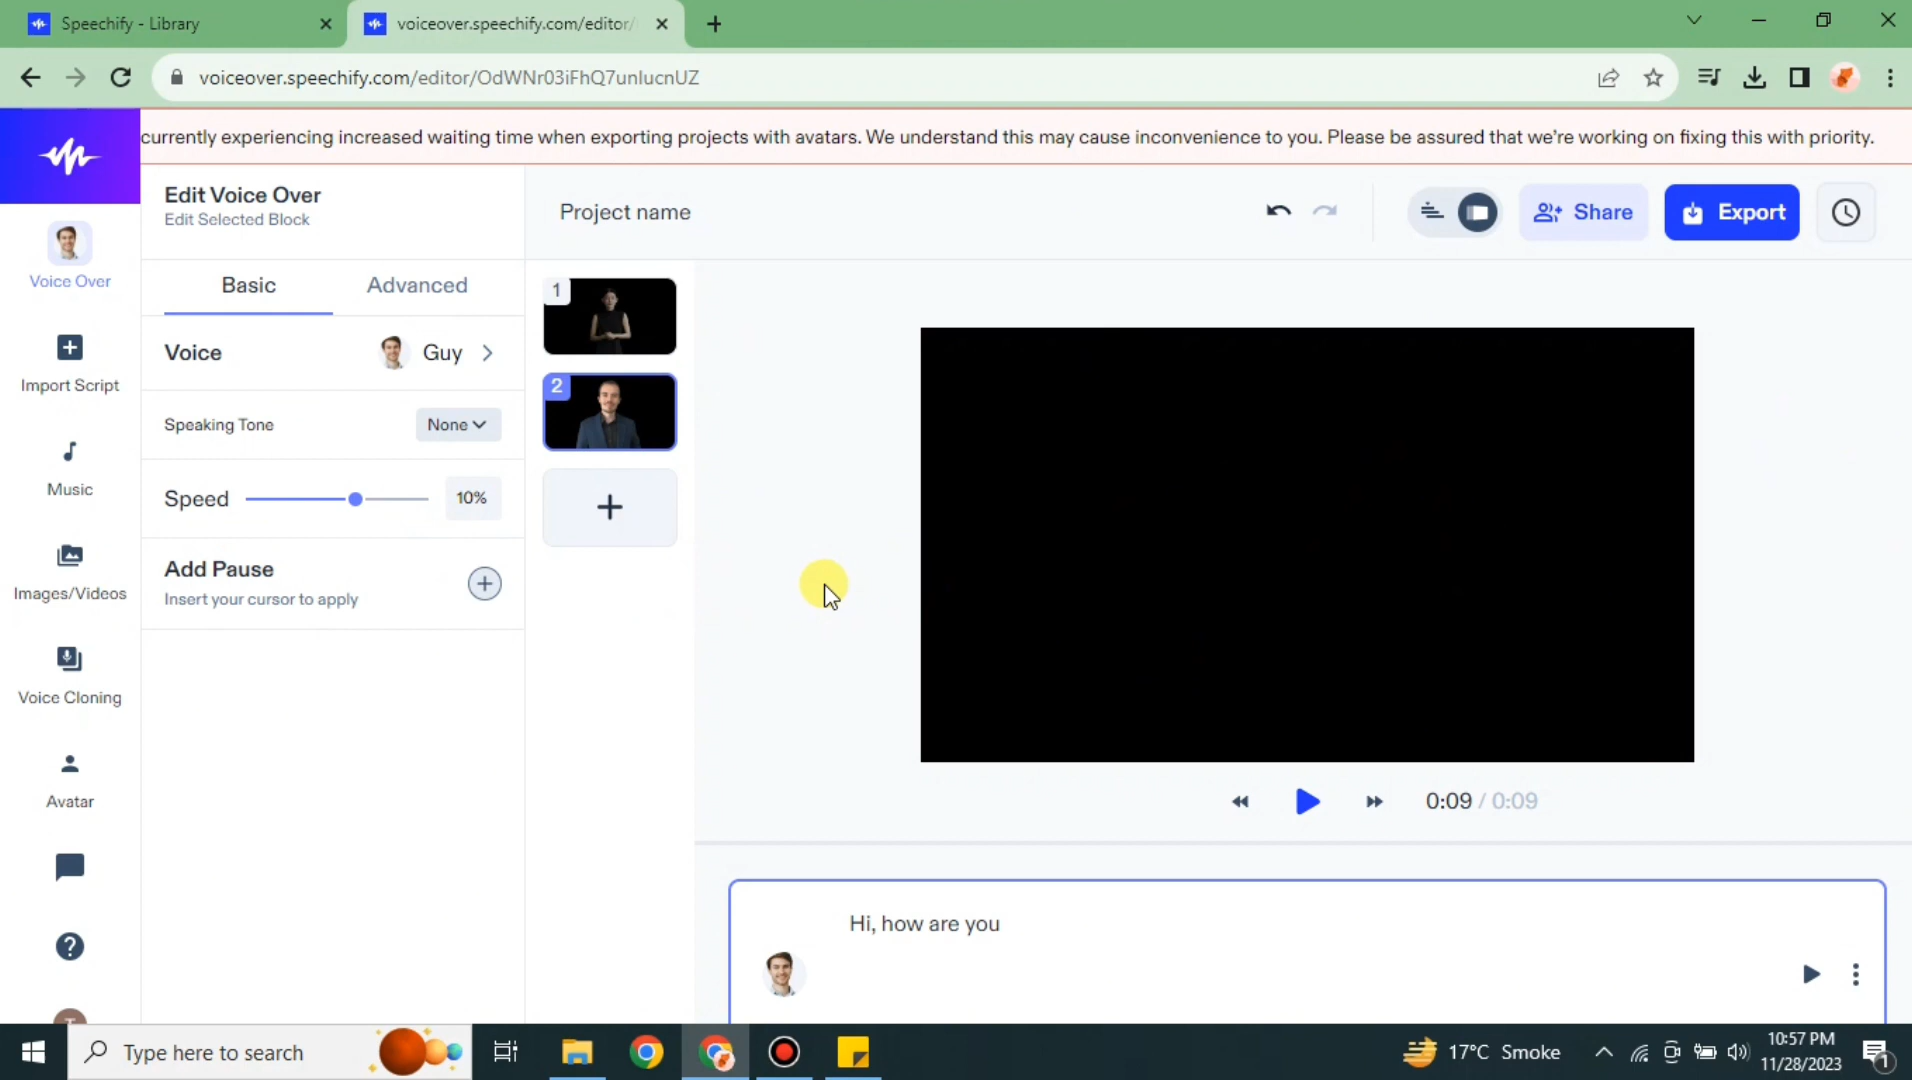 Speechify - Library
voiceover.speechify.com/editor/
voiceover.speechify.com/editor/OdWNr03iFhQ7unIucnUZ
currently experiencing increased waiting time when exporting projects with avatars. We understand this may cause inconvenience to you. Please be assured that we're working on fixing this with priority.
Edit Voice Over
Edit Selected Block
Project name
Share
Export
Voice Over
Basic
Advanced
1
Voice
Guy
Import Script
2
Speaking Tone
None
Music
Speed
10%
Add Pause
Insert your cursor to apply
Images/Videos
Voice Cloning
Avatar
0:09 / 0:09
Hi, how are you
T
Type here to search
17°C Smoke
10:57 PM
11/28/2023
1